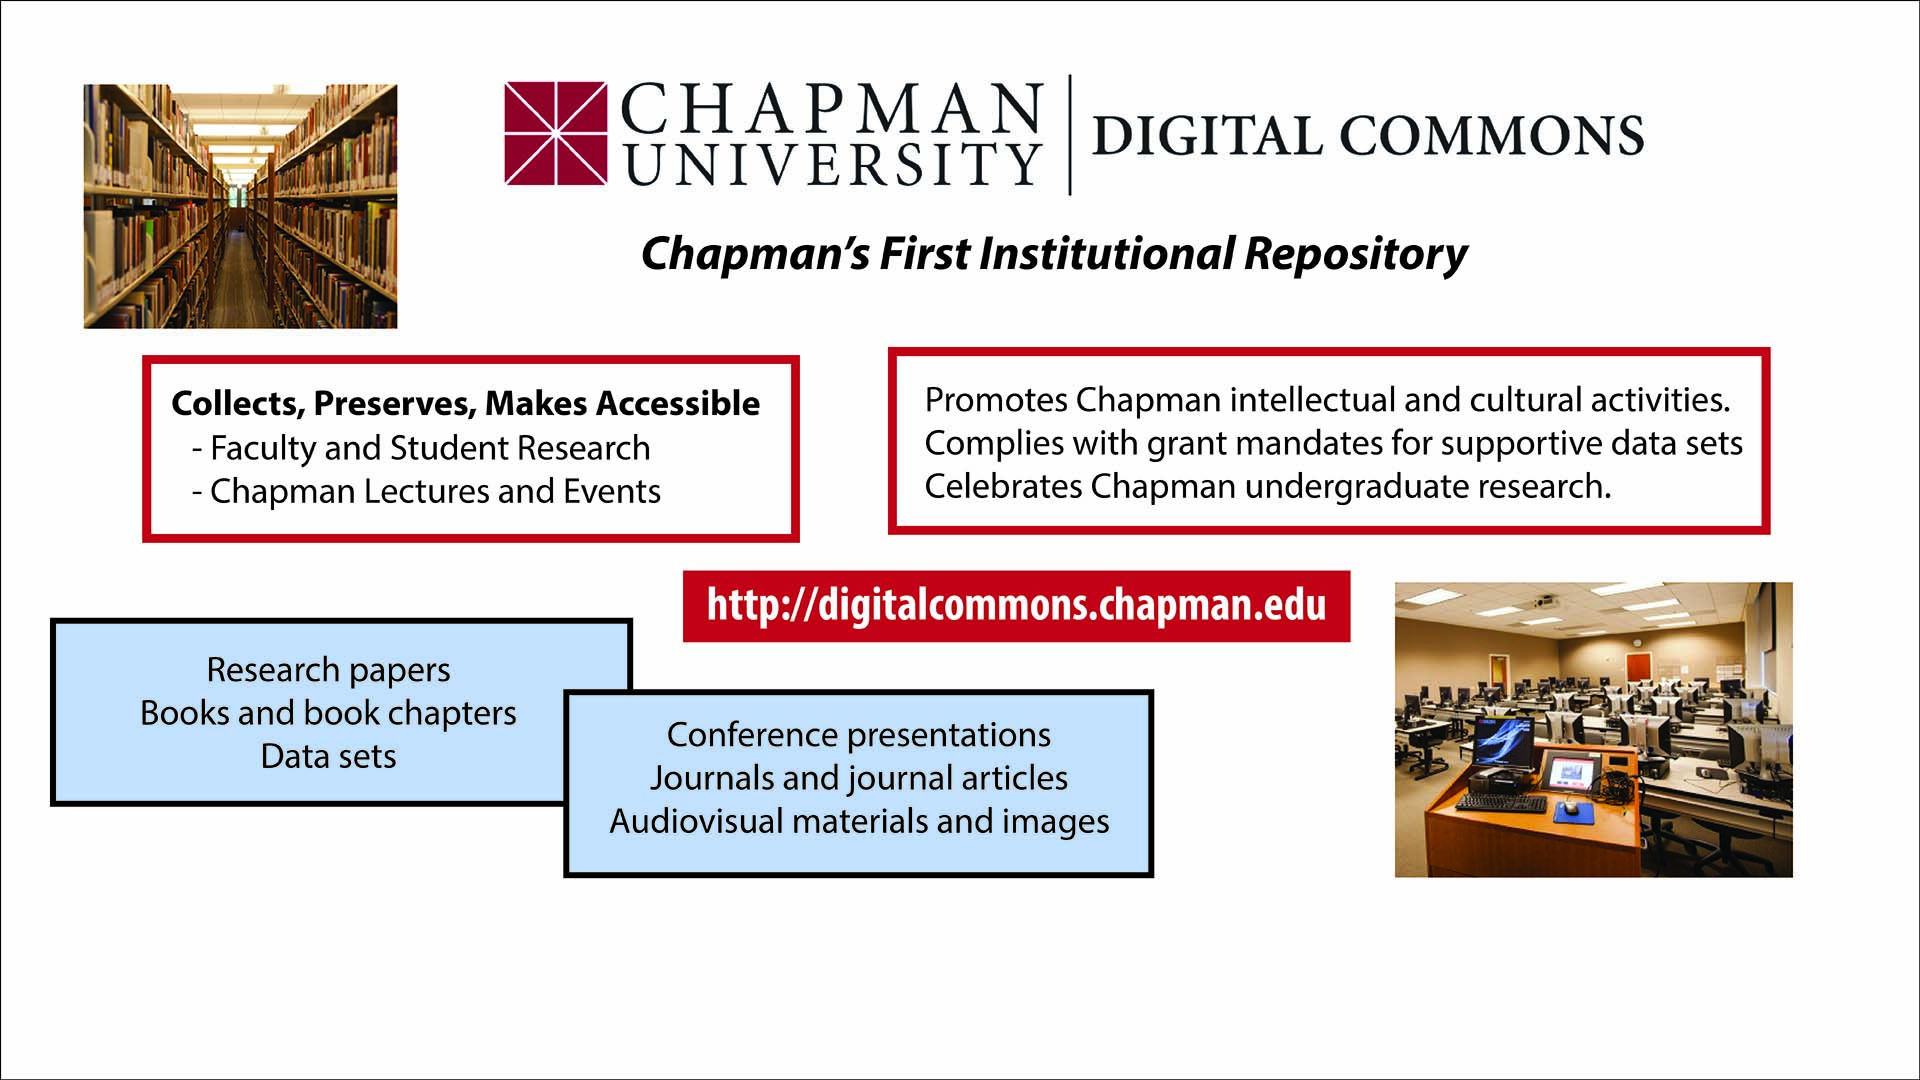 CHAPMAN
UNIVERSITY
DIGITAL COMMONS
Chapman’s First Institutional Repository
Collects, Preserves, Makes Accessible
- Faculty and Student Research
- Chapman Lectures and Events
Promotes Chapman intellectual and cultural activities.
Complies with grant mandates for supportive data sets
Celebrates Chapman undergraduate research.
http://digitalcommons.chapman.edu
Research papers
Books and book chapters
Data sets
Conference presentations
Journals and journal articles
Audiovisual materials and images